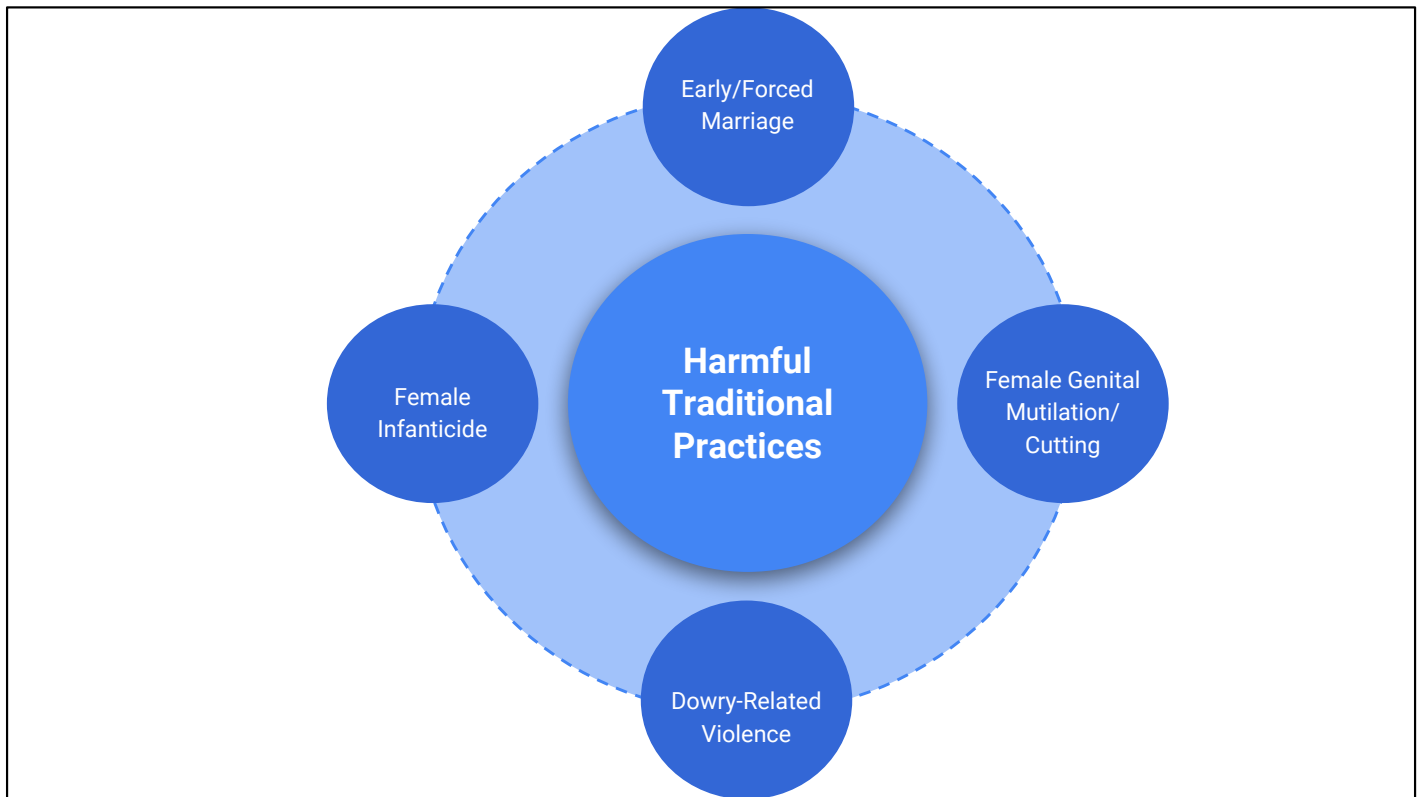 Early/Forced
Marriage
Harmful
Traditional
Practices
Female
Infanticide
Female Genital
Mutilation/
Cutting
Dowry-Related
Violence